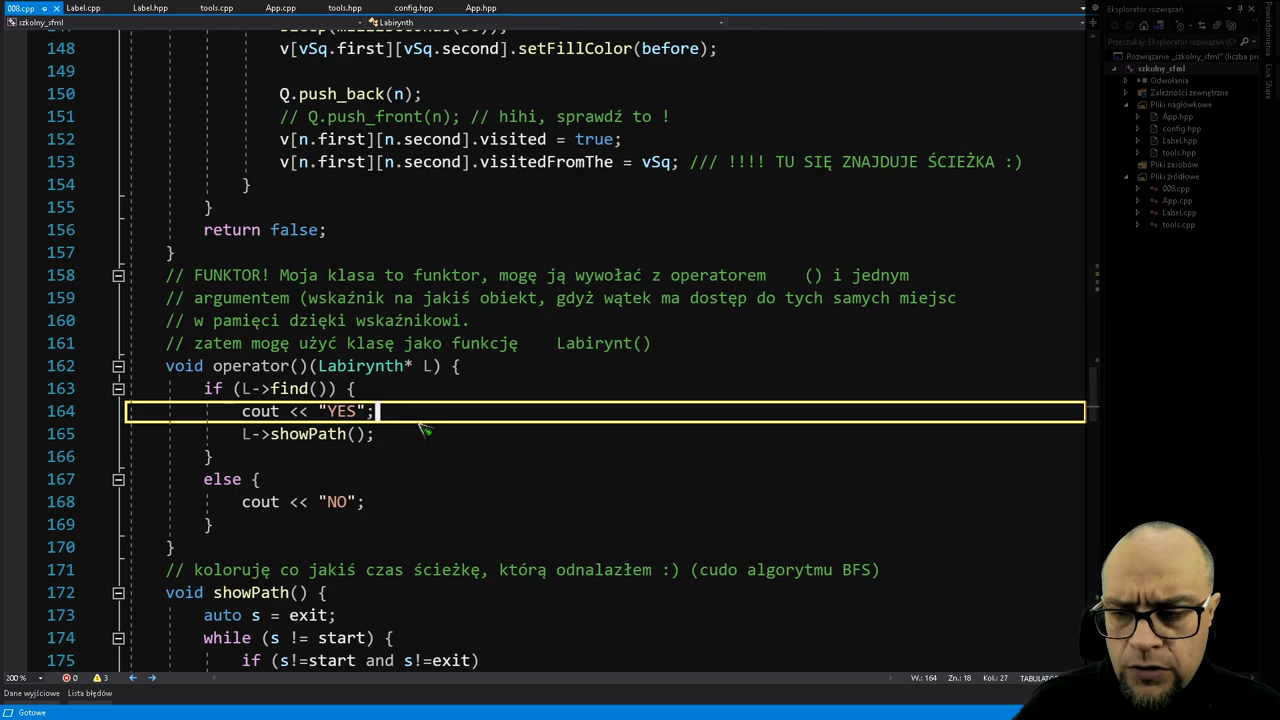 008.cpp Label.cpp Label.hpp tools.cpp App.cpp tools.hpp config.hpp App.hpp
szkolny_sfml Labirynth
148 v[vSq.first][vSq.second].setFillColor(before);
149
150 Q.push_back(n);
151 // Q.push_front(n); // hihi, sprawdź to !
152 v[n.first][n.second].visited = true;
153 v[n.first][n.second].visitedFromThe = vSq; /// !!!! TU SIĘ ZNAJDUJE ŚCIEŻKA :)
154 }
155 }
156 return false;
157 }
158 // FUNKTOR! Moja klasa to funktor, mogę ją wywołać z operatorem () i jednym
159 // argumentem (wskaźnik na jakiś obiekt, gdyż wątek ma dostęp do tych samych miejsc
160 // w pamięci dzięki wskaźnikowi.
161 // zatem mogę użyć klasę jako funkcję Labirynt()
162 void operator()(Labirynth* L) {
163 if (L->find()) {
164 cout << "YES";
165 L->showPath();
166 }
167 else {
168 cout << "NO";
169 }
170 }
171 // koloruję co jakiś czas ścieżkę, którą odnalazłem :) (cudo algorytmu BFS)
172 void showPath() {
173 auto s = exit;
174 while (s != start) {
175 if (s!=start and s!=exit)
200 % 0 3 W.: 164 Zn.: 18 Kol.: 27 TABULATO
Dane wyjściowe Lista błędów
Gotowe
Eksplorator rozwiązań
Przeszukaj: Eksplorator rozwiązań (C
Rozwiązanie „szkolny_sfml" (liczba pr
szkolny_sfml
Odwołania
Zależności zewnętrzne
Pliki nagłówkowe
App.hpp
config.hpp
Label.hpp
tools.hpp
Pliki zasobów
Pliki źródłowe
008.cpp
App.cpp
Label.cpp
tools.cpp
Powiadomienia
Live Share